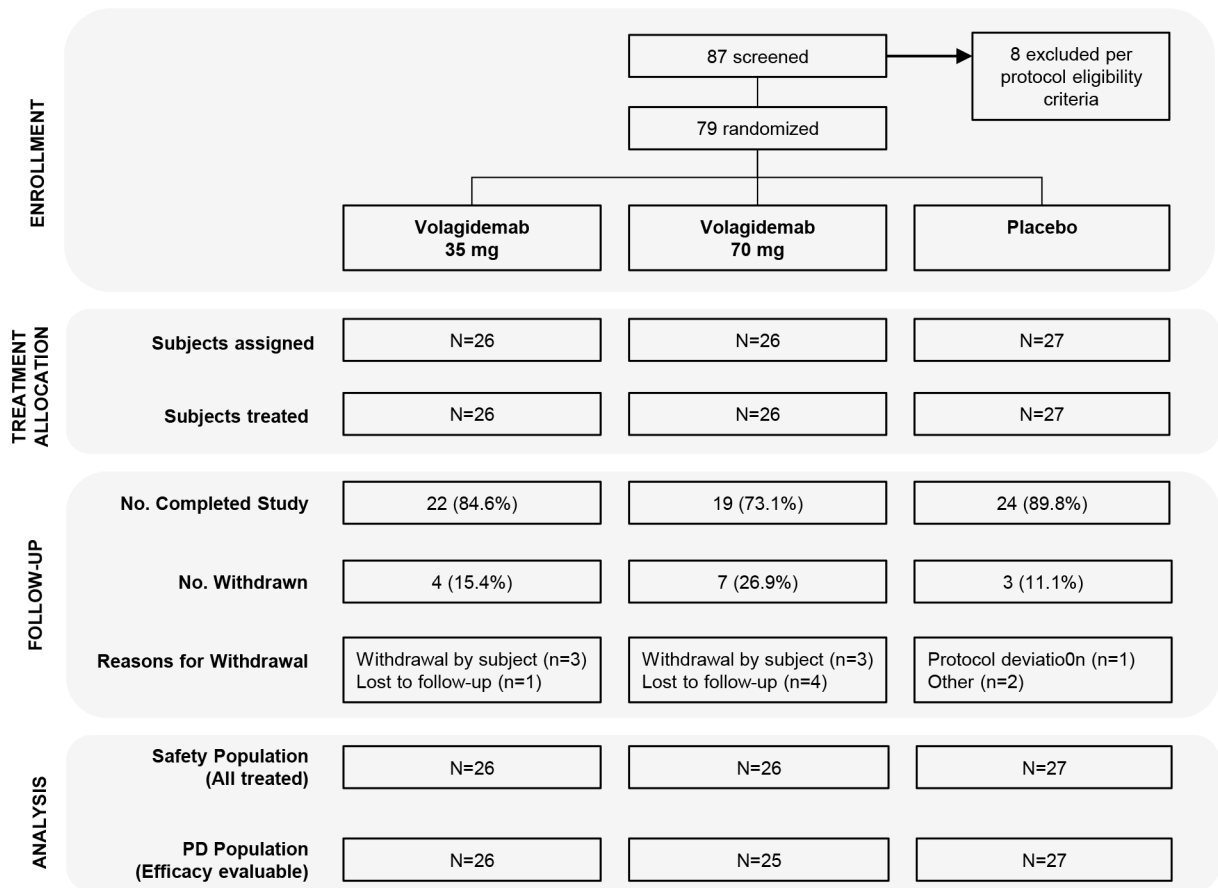 ENROLLMENT
87 screened
8 excluded per
protocol eligibility
criteria
79 randomized
Volagidemab
35 mg
Volagidemab
70 mg
Placebo
TREATMENT
ALLOCATION
Subjects assigned
N=26
N=26
N=27
Subjects treated
N=26
N=26
N=27
FOLLOW-UP
No. Completed Study
22 (84.6%)
19 (73.1%)
24 (89.8%)
No. Withdrawn
4 (15.4%)
7 (26.9%)
3 (11.1%)
Reasons for Withdrawal
Withdrawal by subject (n=3)
Lost to follow-up (n=1)
Withdrawal by subject (n=3)
Lost to follow-up (n=4)
Protocol deviatio0n (n=1)
Other (n=2)
ANALYSIS
Safety Population
(All treated)
N=26
N=26
N=27
PD Population
(Efficacy evaluable)
N=26
N=25
N=27